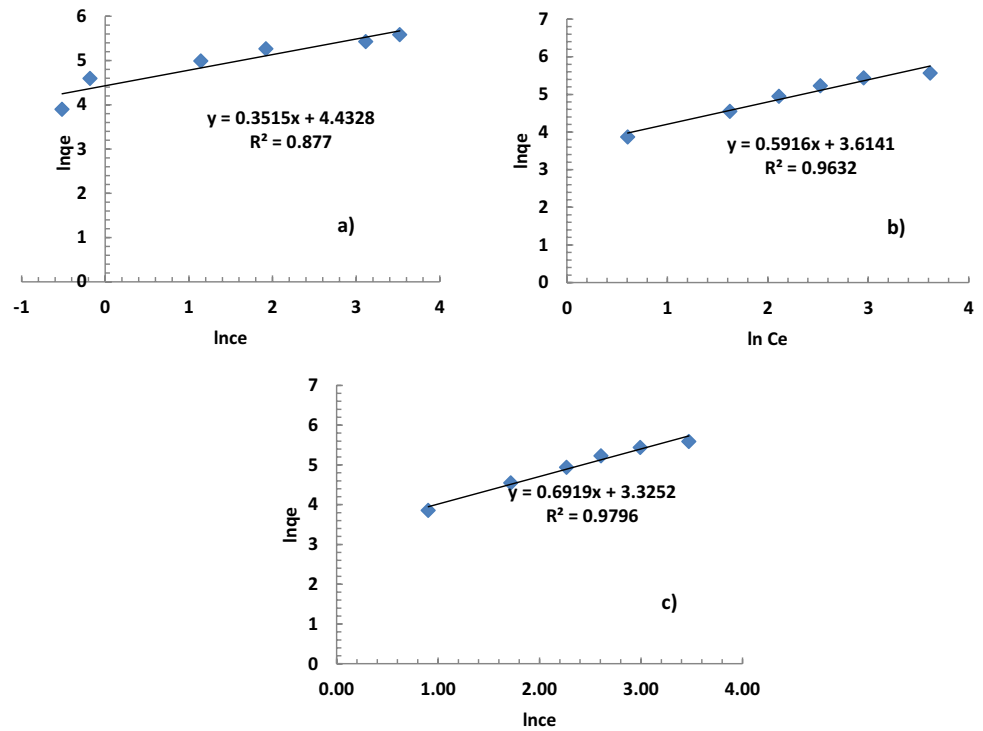 6
5
4
3
2
1
0
-1 0 1 2 3 4
lnqe
lnce
y = 0.3515x + 4.4328
R² = 0.877
a)
7
6
5
4
3
2
1
0
0 1 2 3 4
lnqe
ln Ce
y = 0.5916x + 3.6141
R² = 0.9632
b)
7
6
5
4
3
2
1
0
0.00 1.00 2.00 3.00 4.00
lnqe
lnce
y = 0.6919x + 3.3252
R² = 0.9796
c)